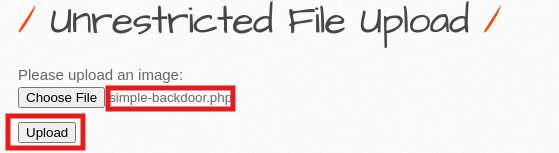 / Unrestricted File Upload /
Please upload an image:
Choose File simple-backdoor.php
Upload